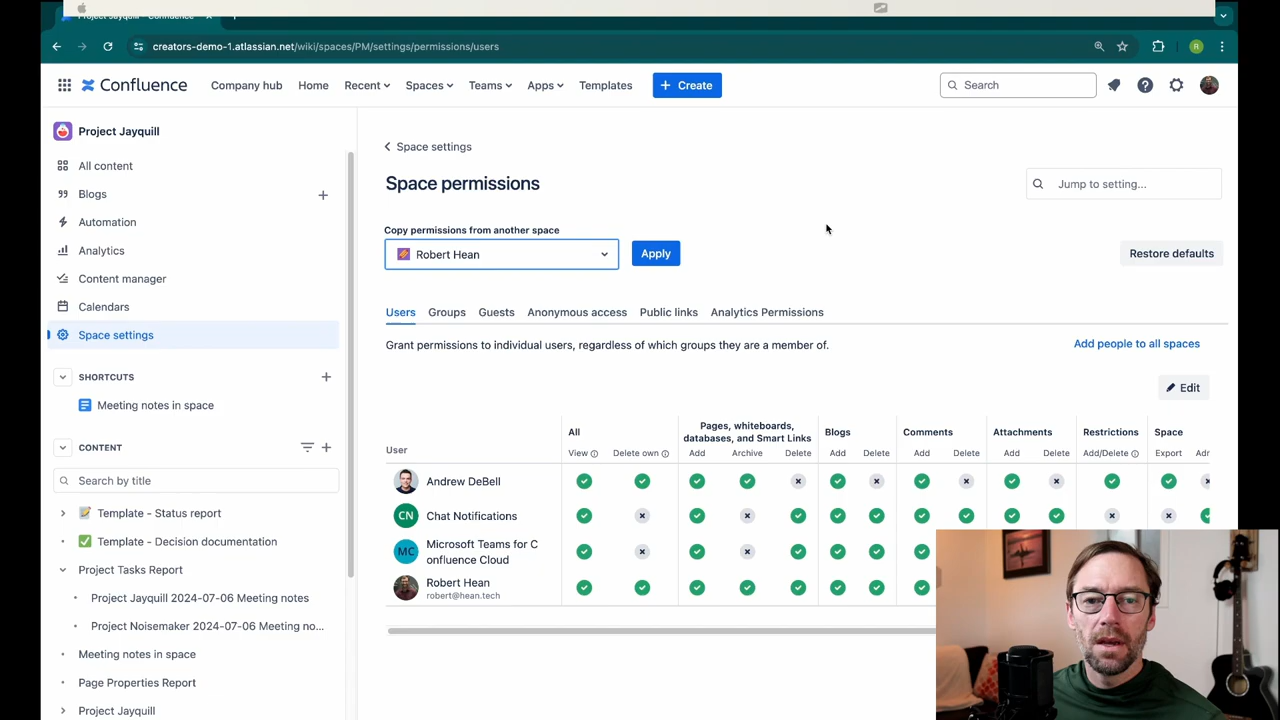 creators-demo-1.atlassian.net/wiki/spaces/PM/settings/permissions/users
R
Confluence
Company hub
Home
Recent
Spaces
Teams
Apps
Templates
+ Create
Search
Project Jayquill
All content
Blogs
Automation
Analytics
Content manager
Calendars
Space settings
SHORTCUTS
Meeting notes in space
CONTENT
Search by title
Template - Status report
Template - Decision documentation
Project Tasks Report
Project Jayquill 2024-07-06 Meeting notes
Project Noisemaker 2024-07-06 Meeting no...
Meeting notes in space
Page Properties Report
Project Jayquill
Space settings
Space permissions
Jump to setting...
Copy permissions from another space
Robert Hean
Apply
Restore defaults
Users
Groups
Guests
Anonymous access
Public links
Analytics Permissions
Grant permissions to individual users, regardless of which groups they are a member of.
Add people to all spaces
Edit
User
All
Pages, whiteboards,
databases, and Smart Links
Blogs
Comments
Attachments
Restrictions
Space
View
Delete own
Add
Archive
Delete
Add
Delete
Add
Delete
Add
Delete
Add/Delete
Export
Andrew DeBell
CN
Chat Notifications
MC
Microsoft Teams for C
onfluence Cloud
Robert Hean
robert@hean.tech